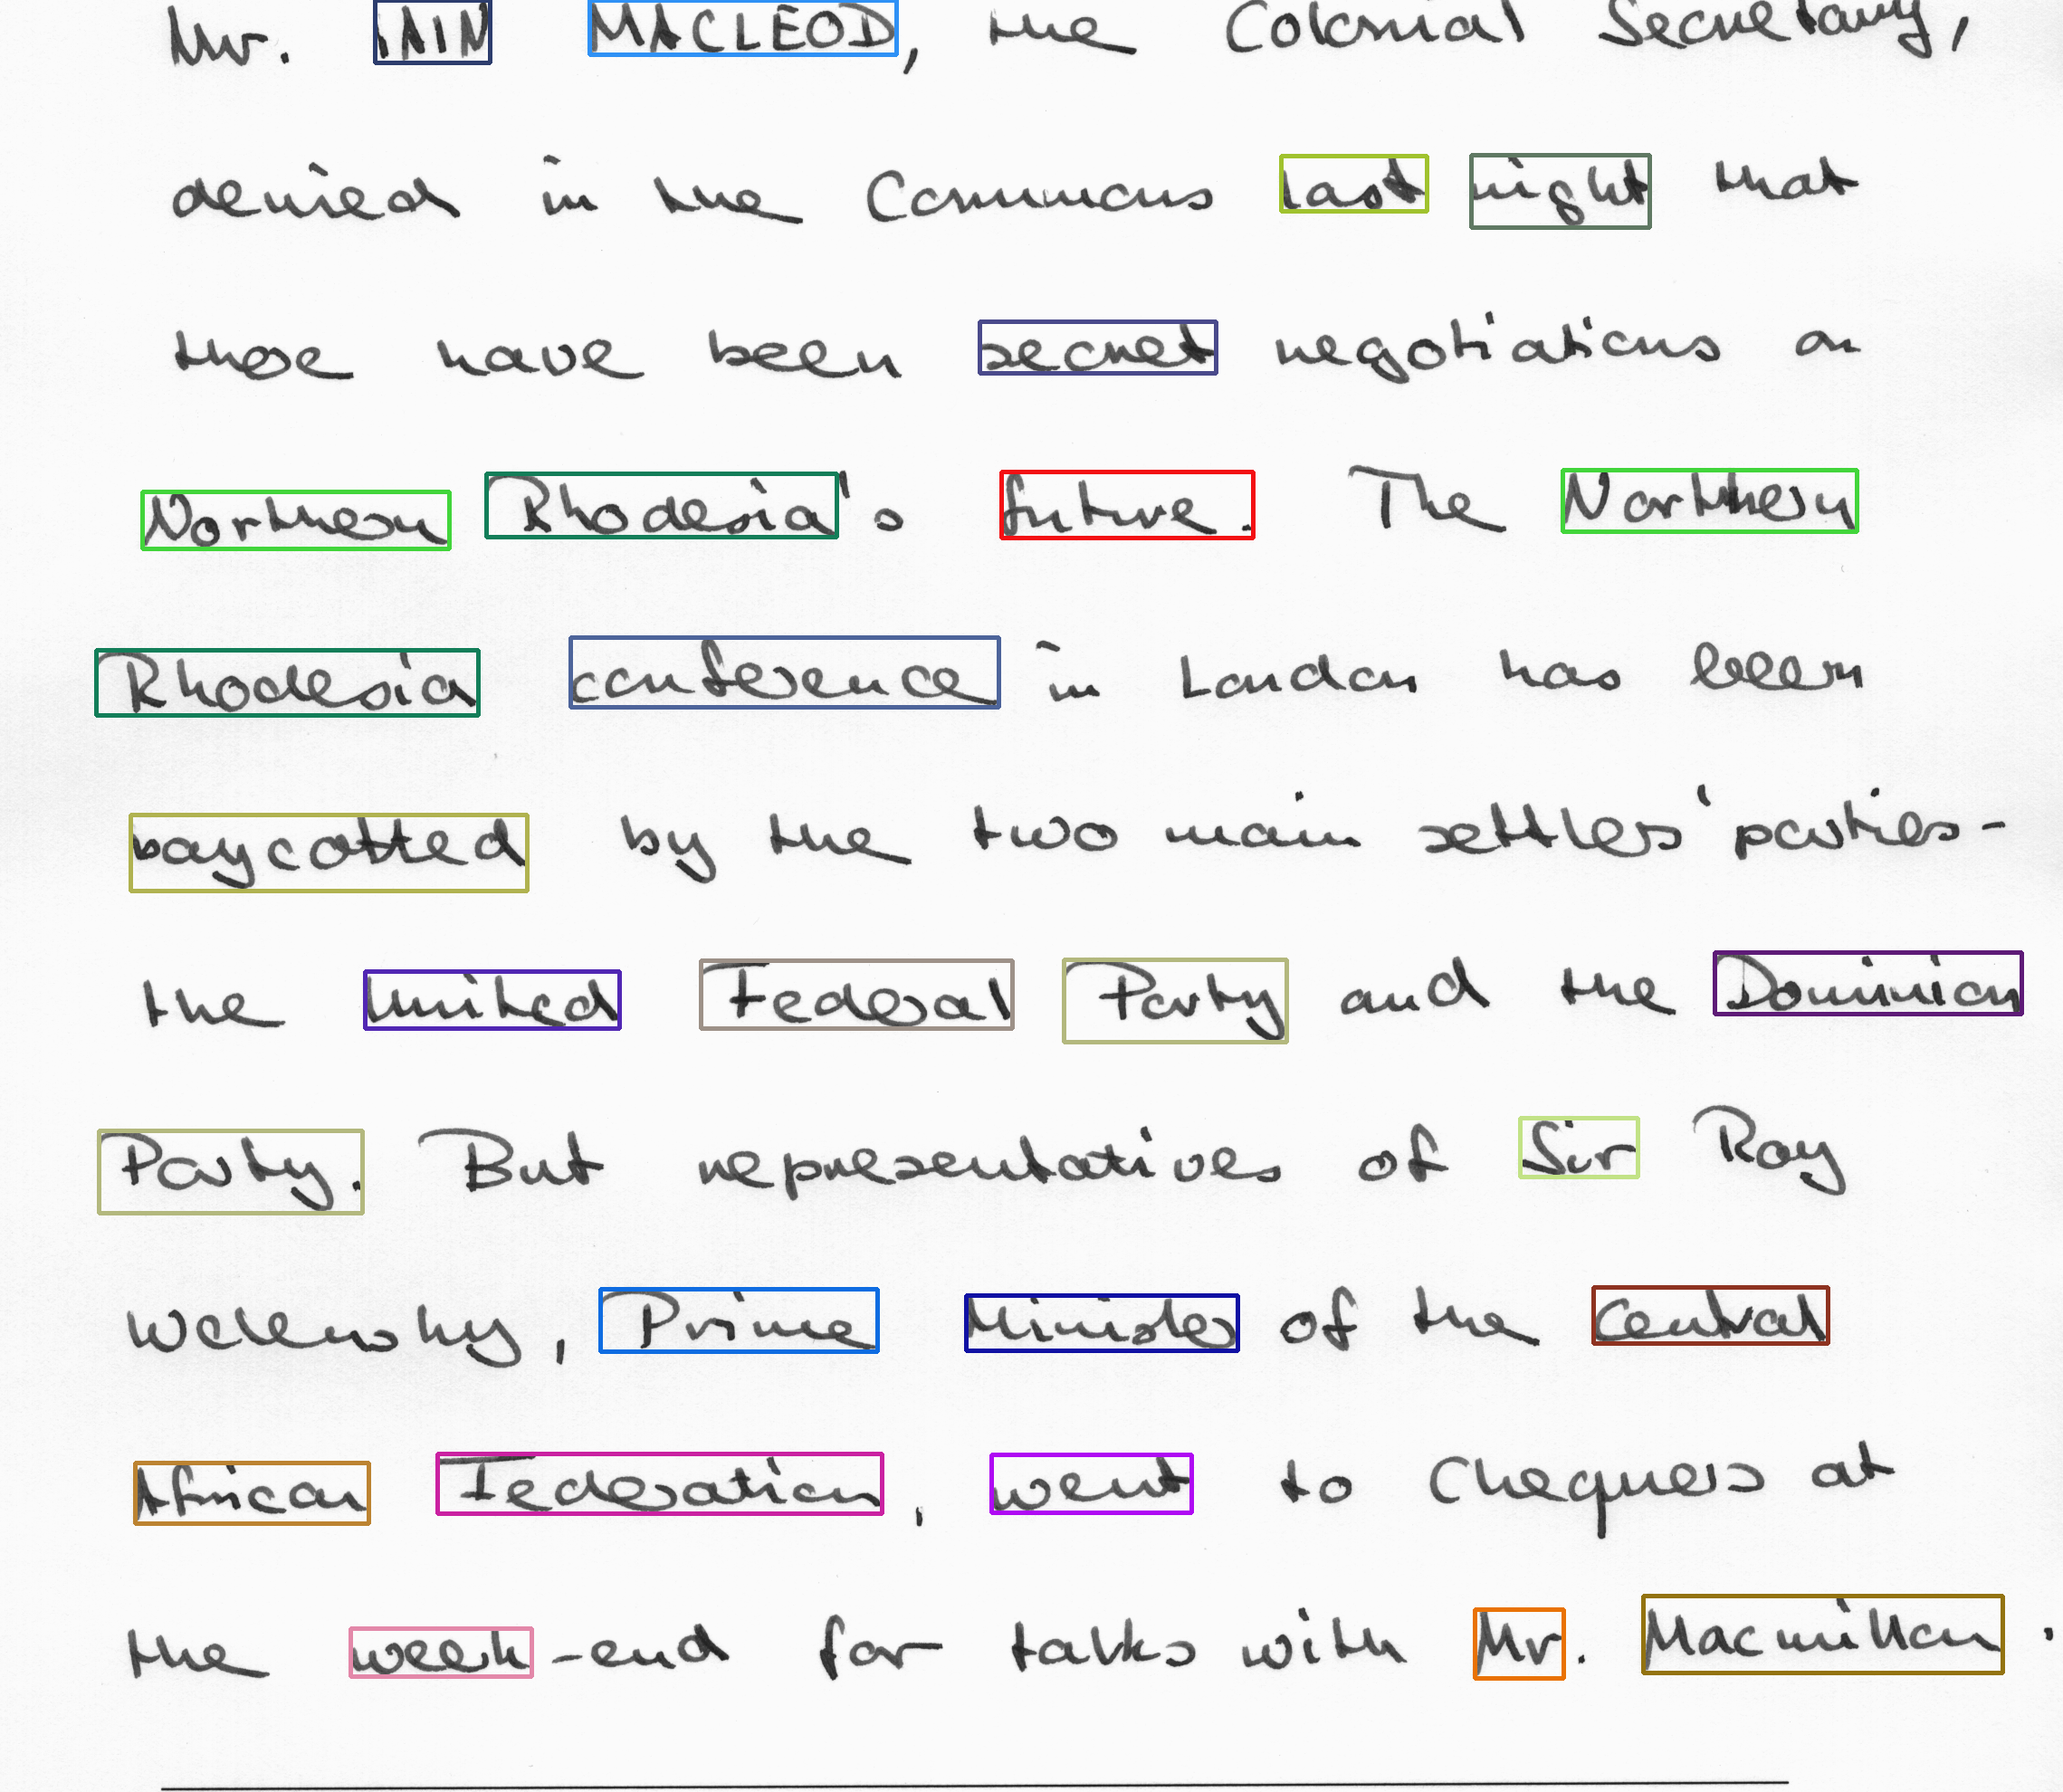 Mr. IAIN MACLEOD, the Colonial Secretary,
denied in the Commons last night that
there have been secret negotiations on
Northern Rhodesia's future. The Northern
Rhodesia conference in London has been
boycotted by the two main settlers' parties-
the United Federal Party and the Dominion
Party. But representatives of Sir Roy
Welensky, Prime Minister of the Central
African Federation, went to Chequers at
the week-end for talks with Mr. Macmillan.